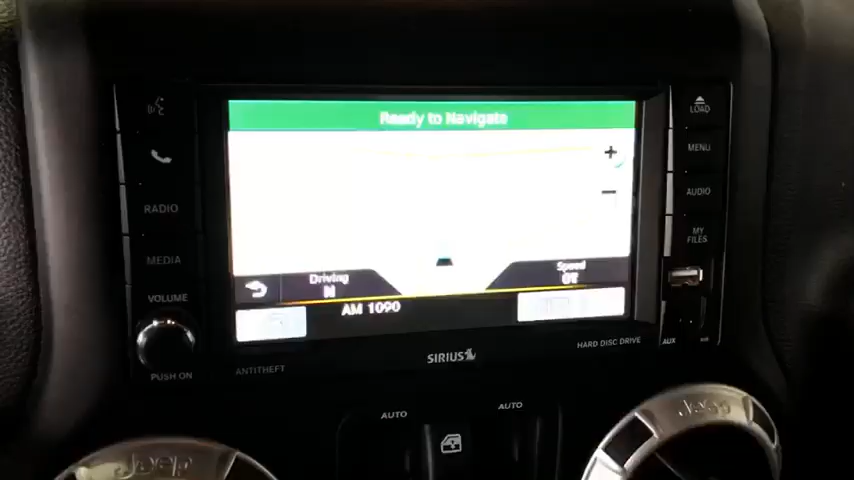 Ready to Navigate
LOAD
MENU
RADIO
AUDIO
MY
FILES
MEDIA
Driving
N
Speed
VOLUME
AM 1090
PUSH ON
ANTITHEFT
SIRIUS
HARD DISC DRIVE
AUX
AUTO
AUTO
Jeep
Jeep